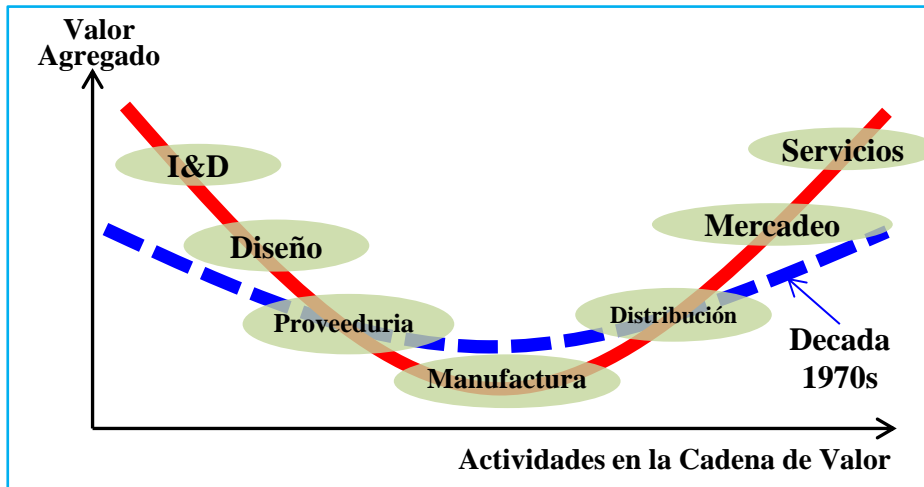 Valor
Agregado
I&D
Servicios
Diseño
Mercadeo
Proveeduria
Distribución
Manufactura
Decada
1970s
Actividades en la Cadena de Valor